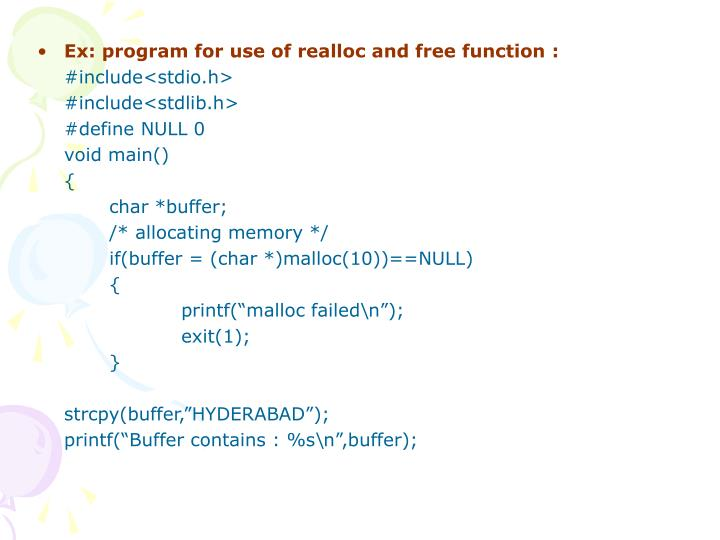 • Ex: program for use of realloc and free function :
#include<stdio.h>
#include<stdlib.h>
#define NULL 0
void main()
{
char *buffer;
/* allocating memory */
if(buffer = (char *)malloc(10))==NULL)
{
printf(“malloc failed\n”);
exit(1);
}
strcpy(buffer,”HYDERABAD”);
printf(“Buffer contains : %s\n”,buffer);